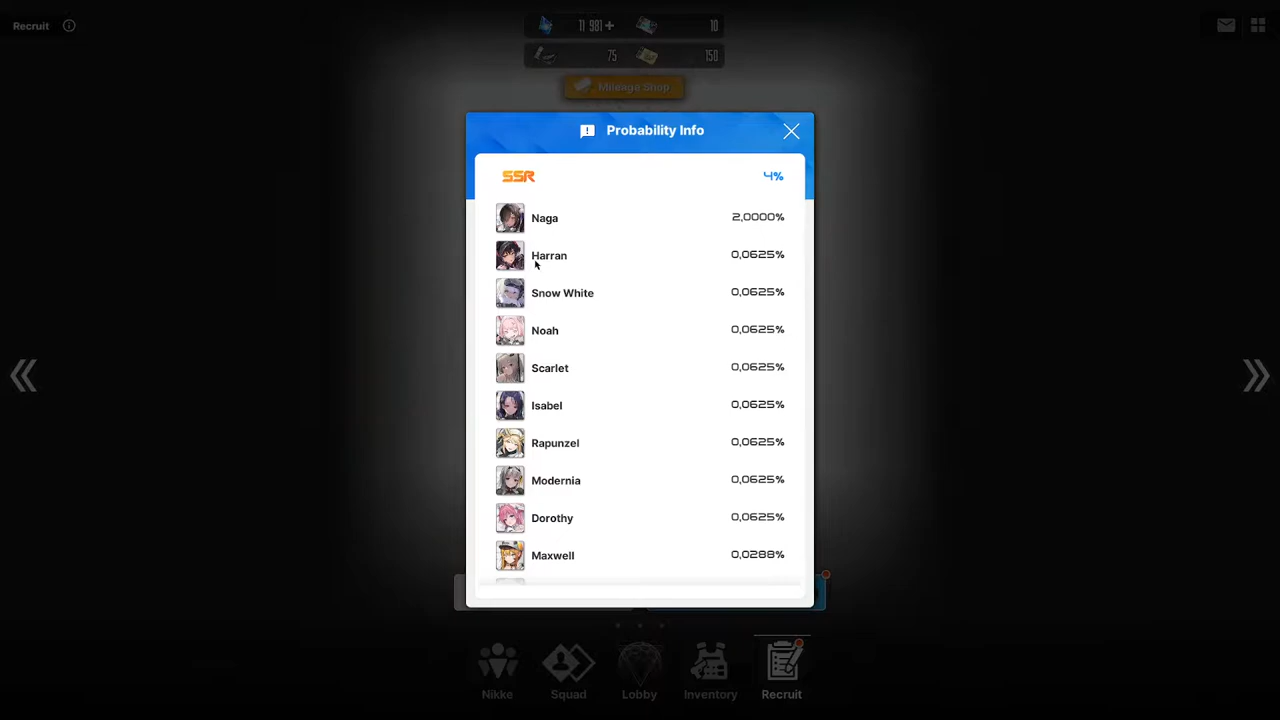 Recruit
11 981 +
10
75
150
Mileage Shop
Probability Info
SSR 4%
Naga 2,0000%
Harran 0,0625%
Snow White 0,0625%
Noah 0,0625%
Scarlet 0,0625%
Isabel 0,0625%
Rapunzel 0,0625%
Modernia 0,0625%
Dorothy 0,0625%
Maxwell 0,0288%
Nikke
Squad
Lobby
Inventory
Recruit